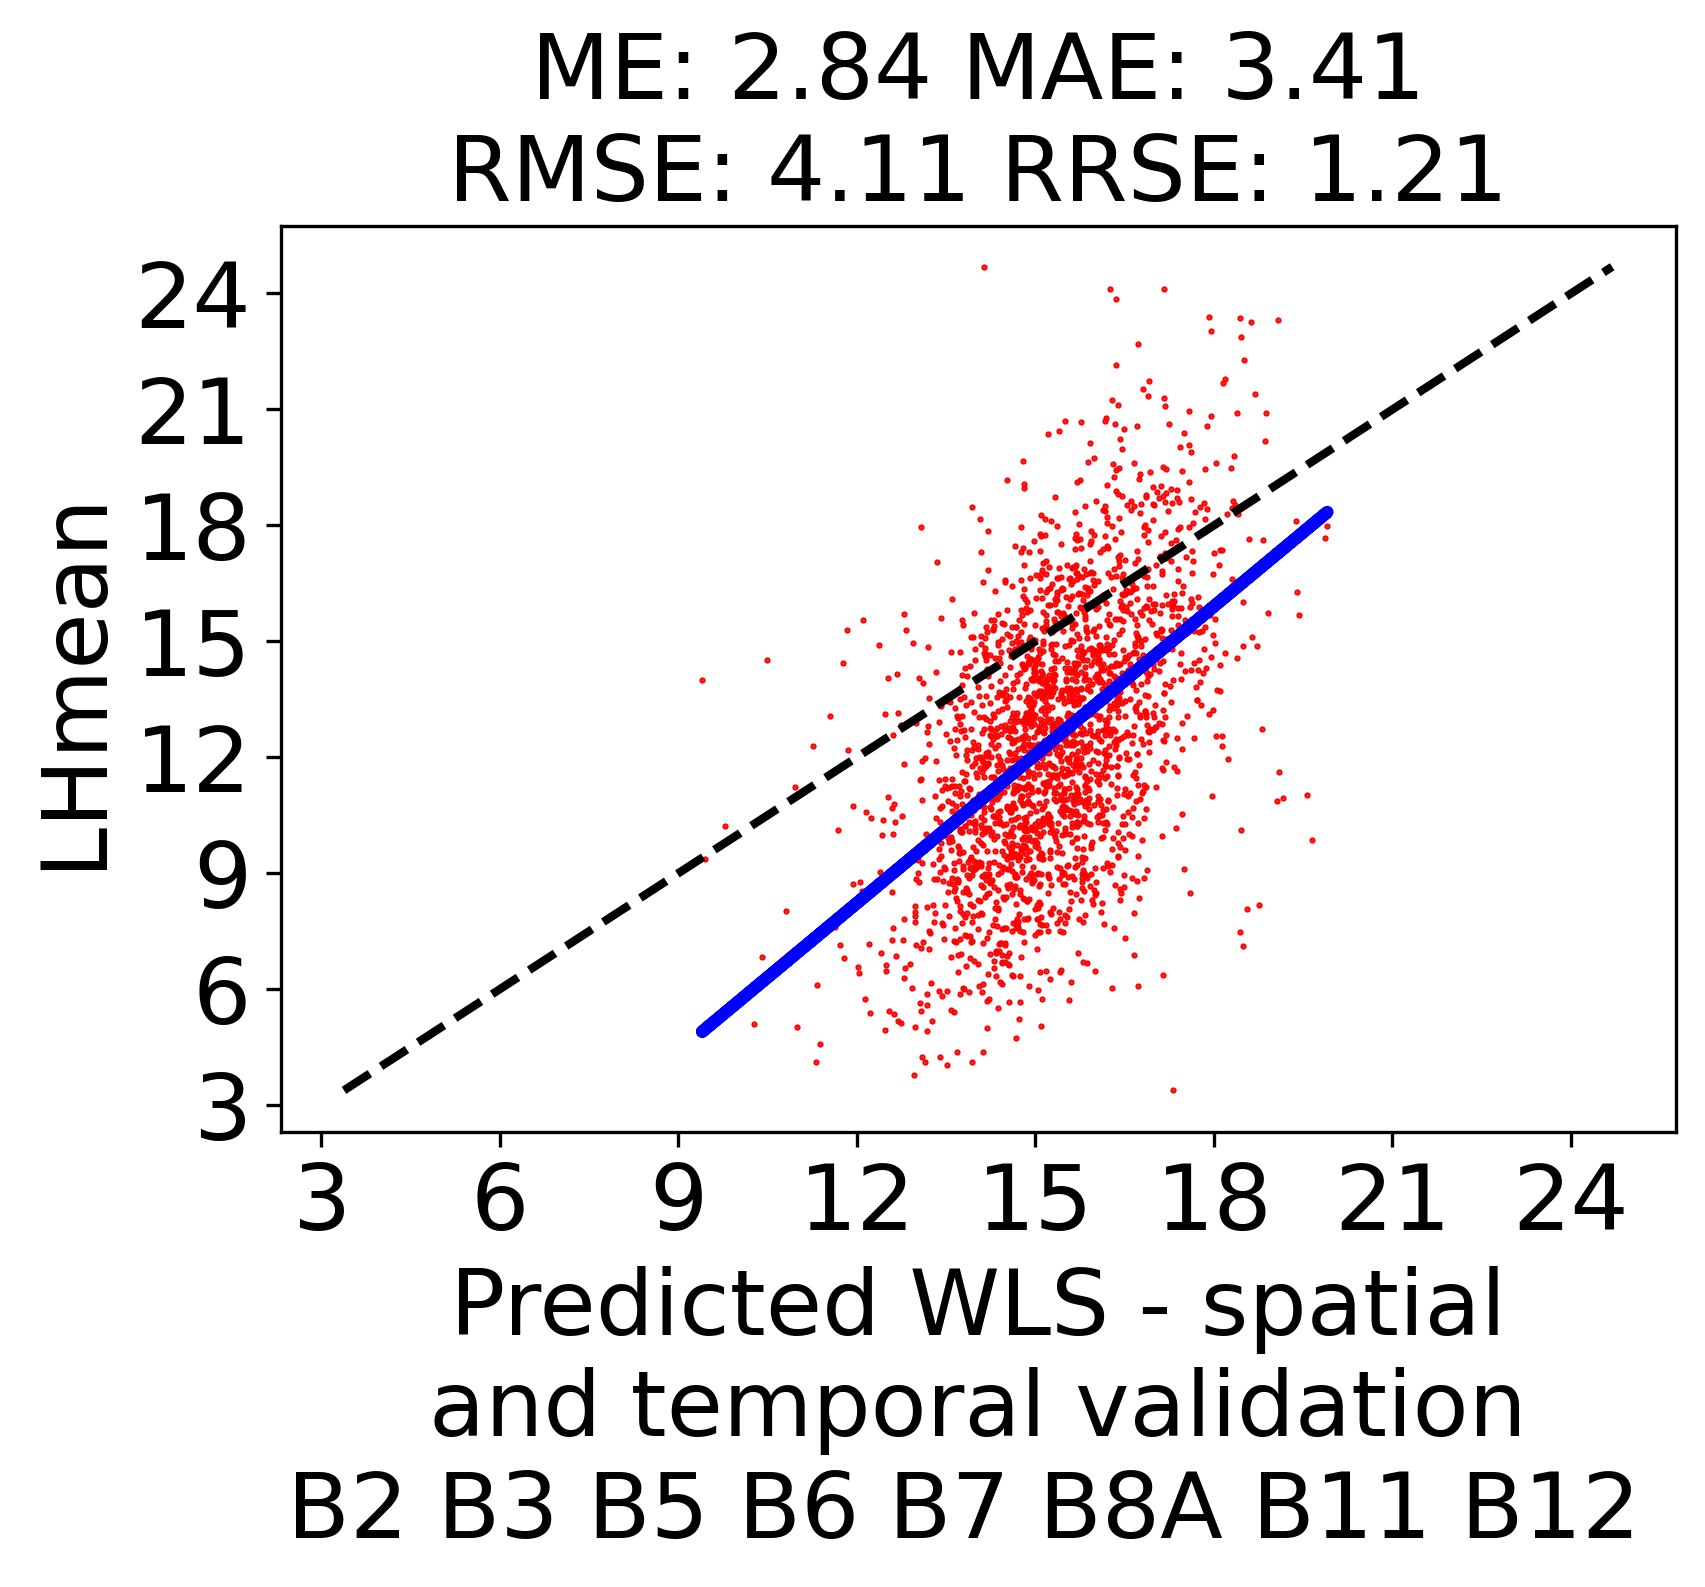 ME: 2.84 MAE: 3.41
RMSE: 4.11 RRSE: 1.21
24
21
18
15
12
9
6
3
LHmean
3 6 9 12 15 18 21 24
Predicted WLS - spatial
and temporal validation
B2 B3 B5 B6 B7 B8A B11 B12